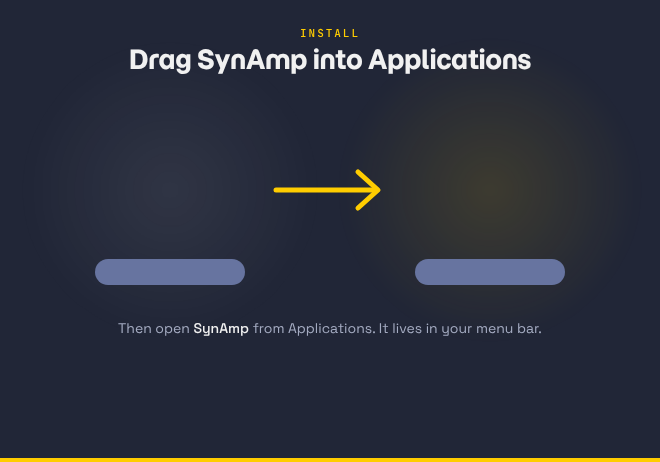 INSTALL
Drag SynAmp into Applications
Then open SynAmp from Applications. It lives in your menu bar.